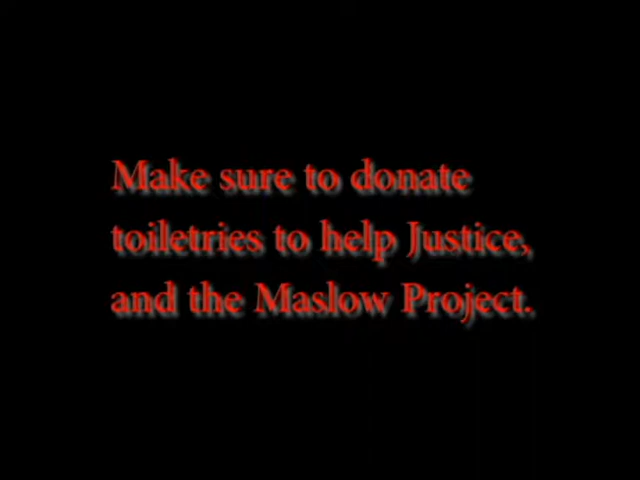 Make sure to donate
toiletries to help Justice,
and the Maslow Project.